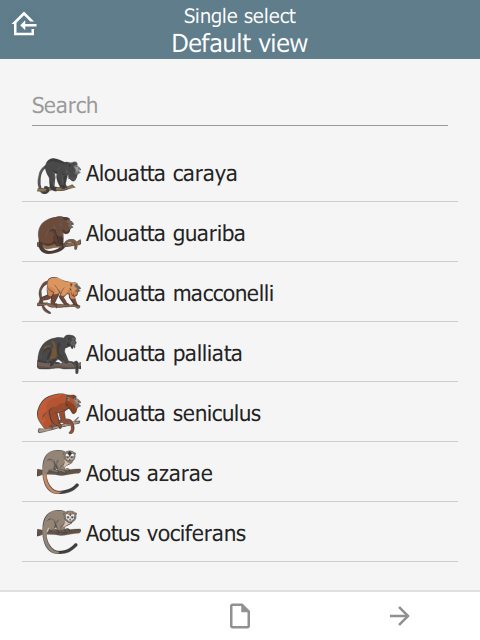 Single select
Default view
Search
Alouatta caraya
Alouatta guariba
Alouatta macconelli
Alouatta palliata
Alouatta seniculus
Aotus azarae
Aotus vociferans